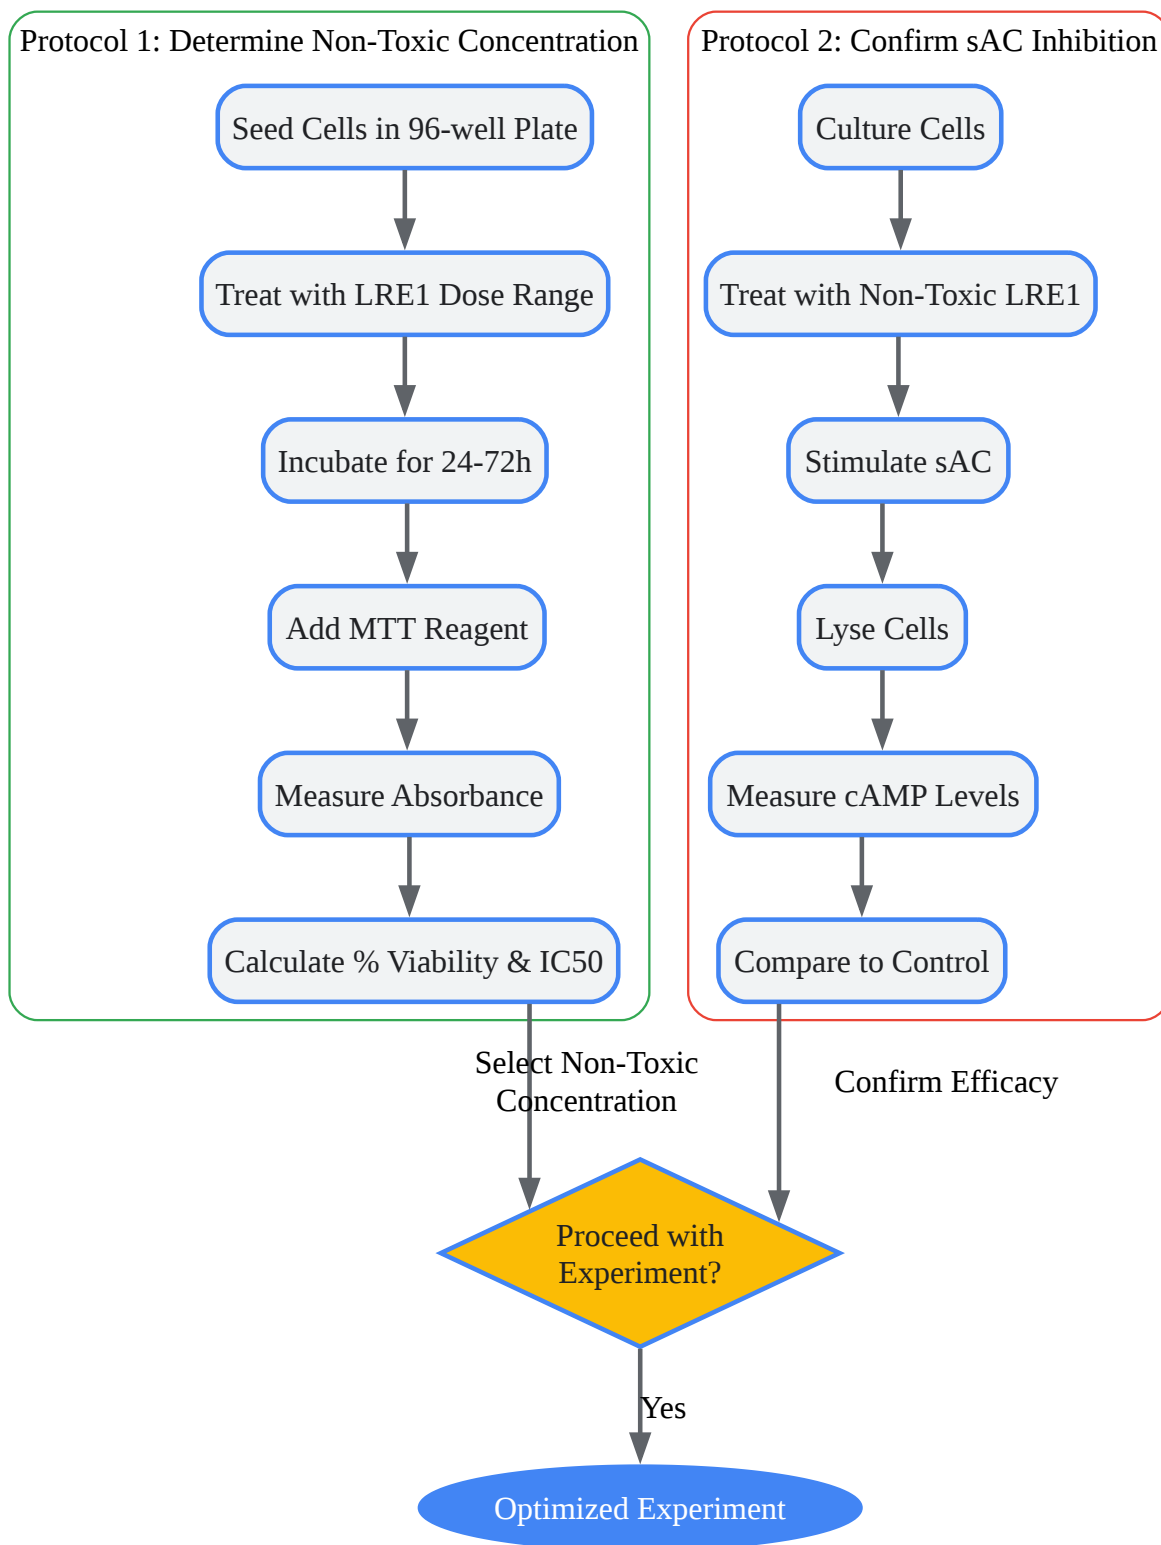 Protocol 1: Determine Non-Toxic Concentration
Seed Cells in 96-well Plate
Treat with LRE1 Dose Range
Incubate for 24-72h
Add MTT Reagent
Measure Absorbance
Calculate % Viability & IC50
Protocol 2: Confirm sAC Inhibition
Culture Cells
Treat with Non-Toxic LRE1
Stimulate sAC
Lyse Cells
Measure cAMP Levels
Compare to Control
Select Non-Toxic
Concentration
Confirm Efficacy
Proceed with
Experiment?
Yes
Optimized Experiment